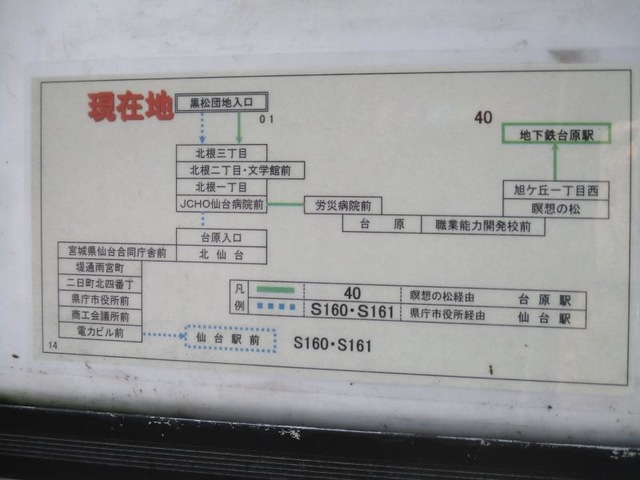 現在地
黒松団地入口
01
40
地下鉄台原駅
北根三丁目
北根二丁目・文学館前
北根一丁目
JCHO仙台病院前
労災病院前
台原
職業能力開発校前
旭ケ丘一丁目西
瞑想の松
台原入口
北仙台
宮城県仙台合同庁舎前
堤通雨宮町
二日町北四番丁
県庁市役所前
商工会議所前
電力ビル前
仙台駅前
S160・S161
凡例
40 瞑想の松経由 台原駅
S160・S161 県庁市役所経由 仙台駅
14